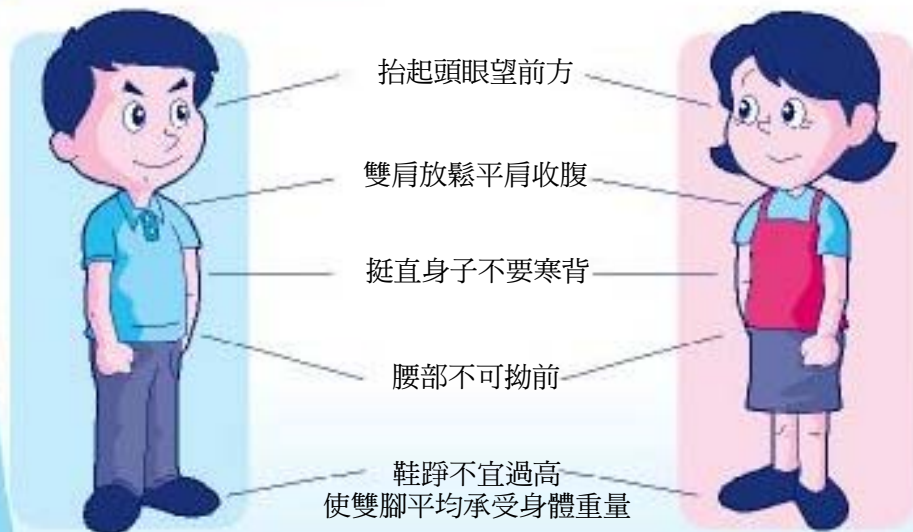 抬起頭眼望前方
雙肩放鬆平肩收腹
挺直身子不要寒背
腰部不可拗前
鞋踭不宜過高
使雙腳平均承受身體重量